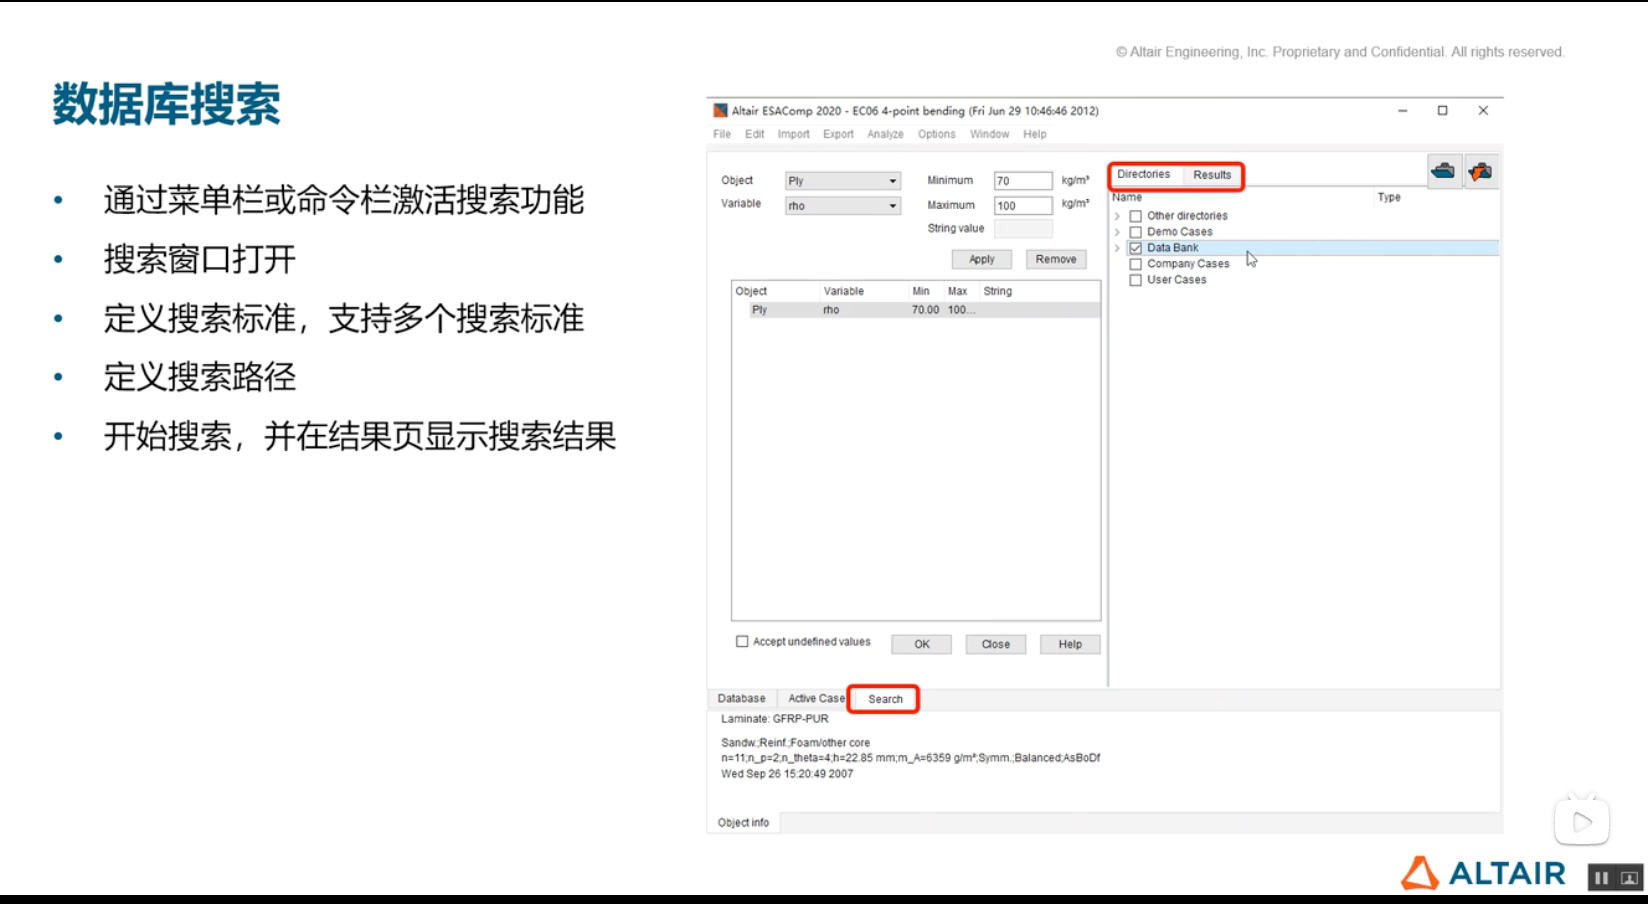 © Altair Engineering, Inc. Proprietary and Confidential. All rights reserved.
数据库搜索
• 通过菜单栏或命令栏激活搜索功能
• 搜索窗口打开
• 定义搜索标准，支持多个搜索标准
• 定义搜索路径
• 开始搜索，并在结果页显示搜索结果
Altair ESAComp 2020 - EC06 4-point bending (Fri Jun 29 10:46:46 2012)
File Edit Import Export Analyze Options Window Help
Object Ply Minimum 70 kg/m³
Variable rho Maximum 100 kg/m³
String value
Apply Remove
Object Variable Min Max String
Ply rho 70.00 100...
Accept undefined values OK Close Help
Directories Results
Name Type
Other directories
Demo Cases
Data Bank
Company Cases
User Cases
Database Active Case Search
Laminate: GFRP-PUR
Sandw.;Reinf.;Foam/other core
n=11;n_p=2;n_theta=4;h=22.85 mm;m_A=6359 g/m²;Symm.;Balanced;AsBoDf
Wed Sep 26 15:20:49 2007
Object info
ALTAIR